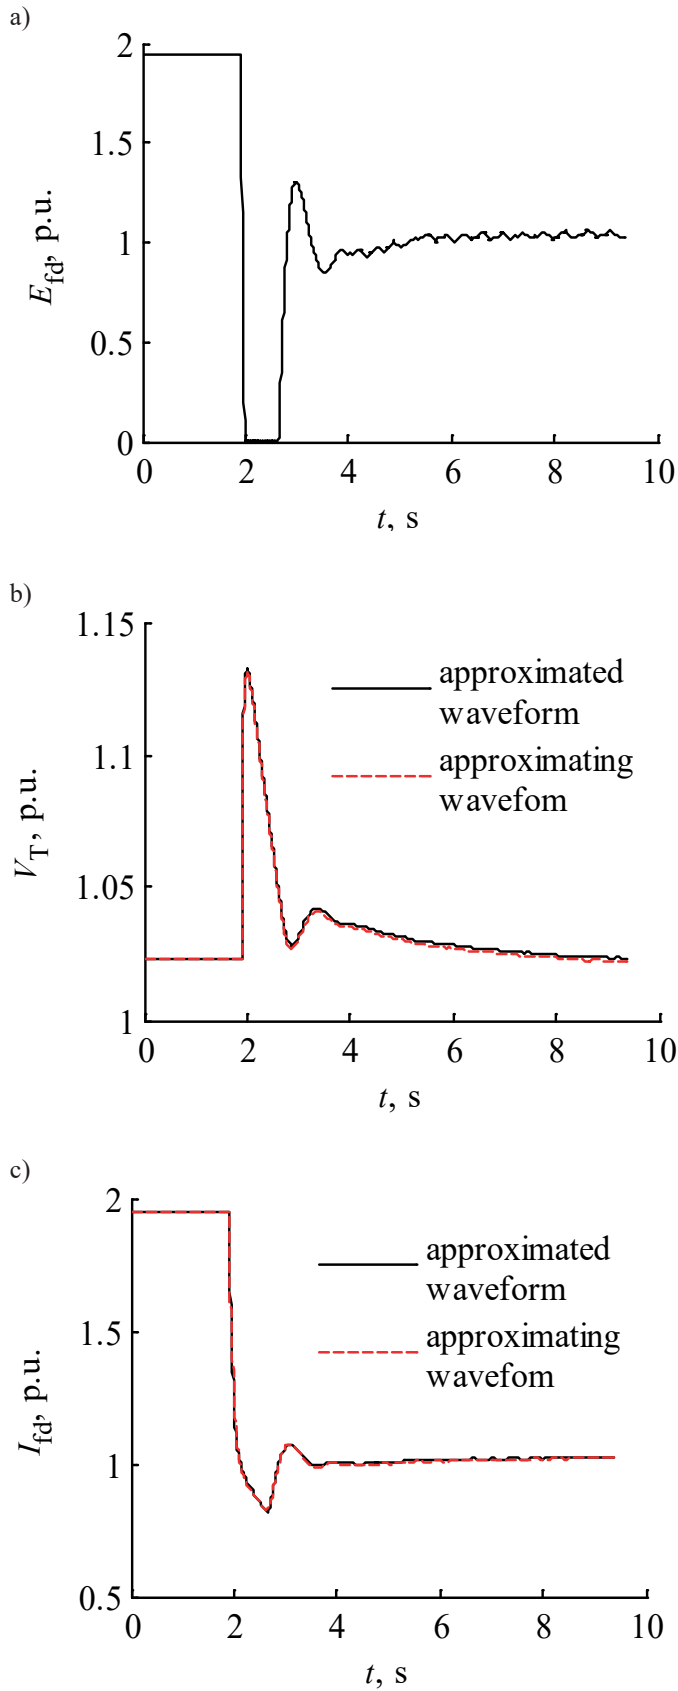 a)
2
1.5
1
0.5
0
E_fd, p.u.
0 2 4 6 8 10
t, s
b)
1.15
1.1
1.05
1
V_T, p.u.
approximated
waveform
approximating
wavefom
0 2 4 6 8 10
t, s
c)
2
1.5
1
0.5
I_fd, p.u.
approximated
waveform
approximating
wavefom
0 2 4 6 8 10
t, s